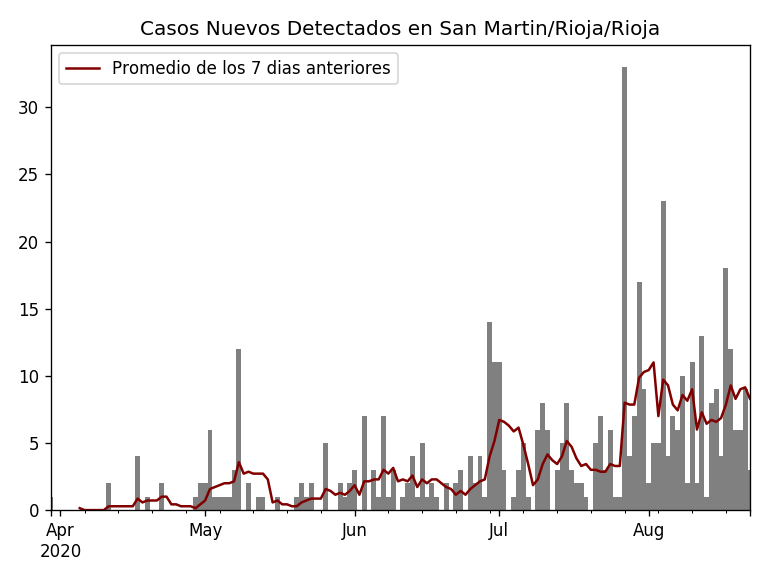 Casos Nuevos Detectados en San Martin/Rioja/Rioja
Promedio de los 7 dias anteriores
30
25
20
15
10
5
0
Apr May Jun Jul Aug
2020